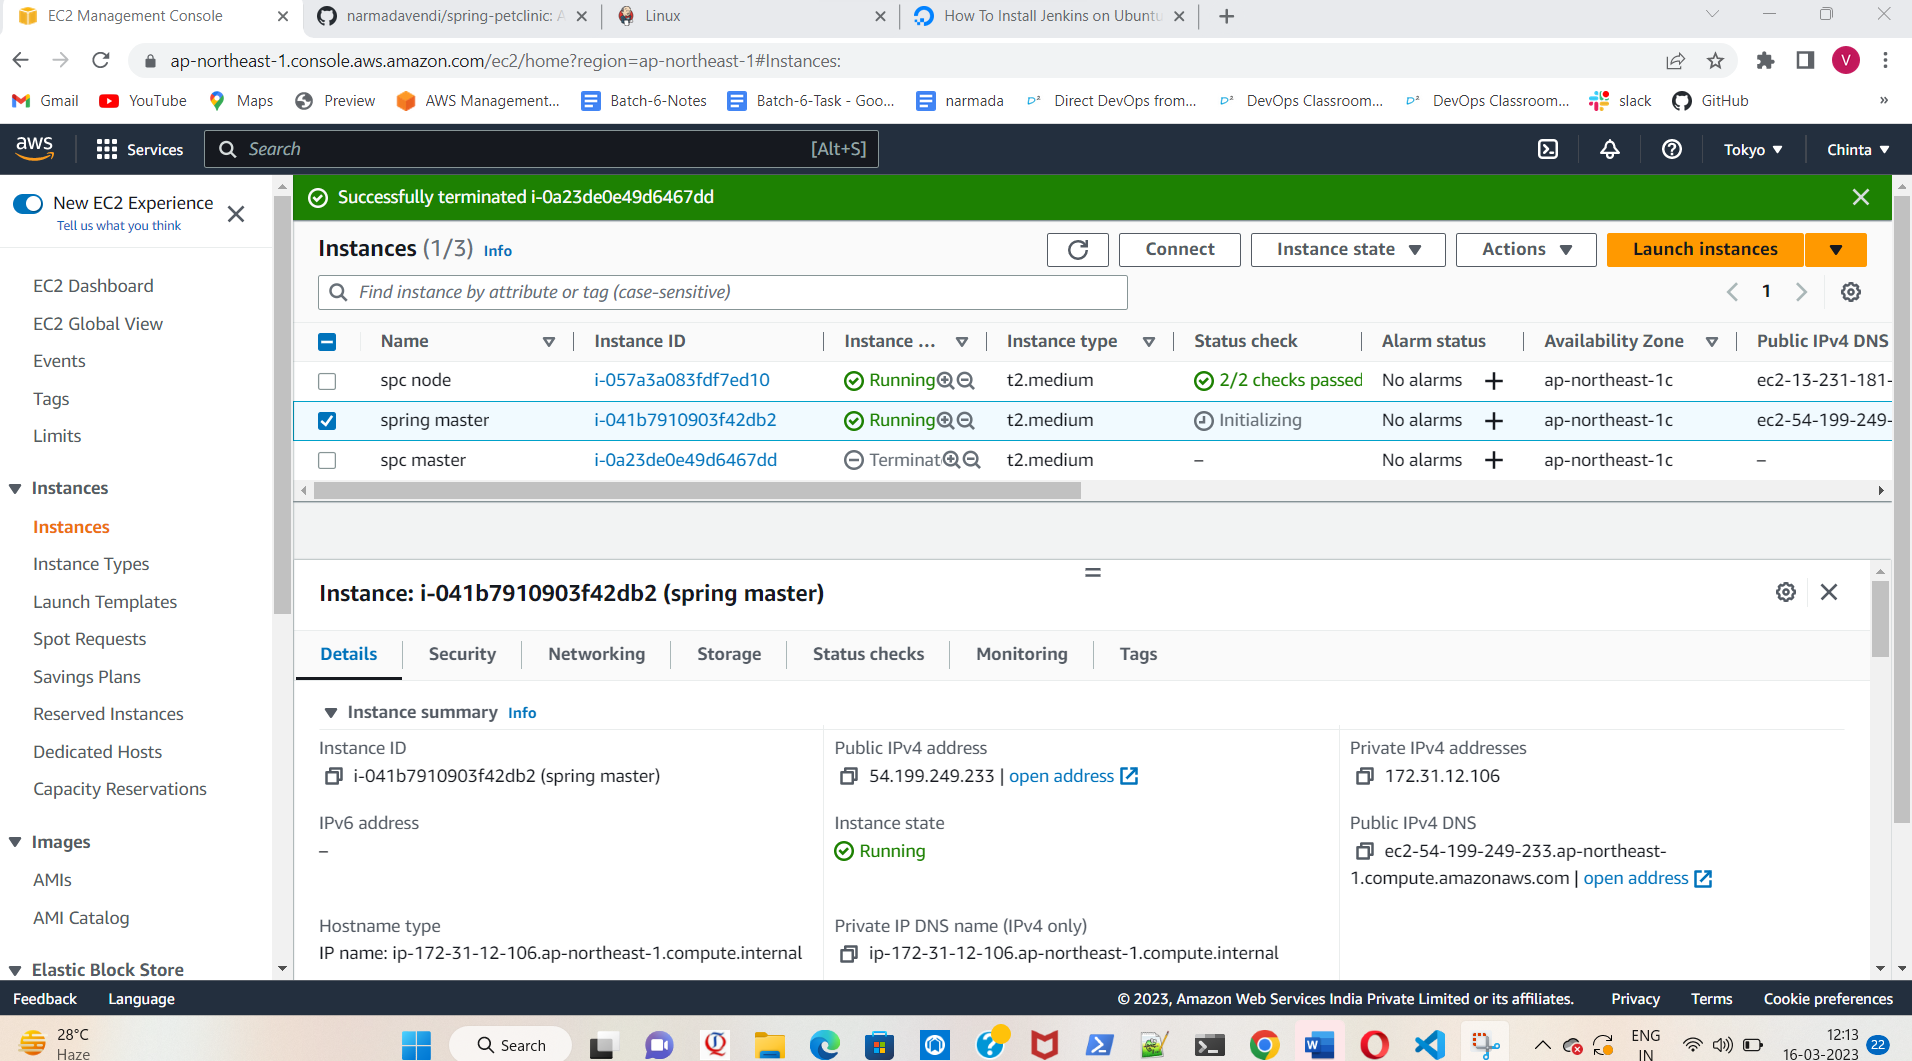 EC2 Management Console
narmadavendi/spring-petclinic: A
Linux
How To Install Jenkins on Ubuntu
ap-northeast-1.console.aws.amazon.com/ec2/home?region=ap-northeast-1#Instances:
V
Gmail
YouTube
Maps
Preview
AWS Management...
Batch-6-Notes
Batch-6-Task - Goo...
narmada
Direct DevOps from...
DevOps Classroom...
DevOps Classroom...
slack
GitHub
»
aws
Services
Search
[Alt+S]
Tokyo
Chinta
New EC2 Experience
Tell us what you think
Successfully terminated i-0a23de0e49d6467dd
Instances (1/3) Info
Connect
Instance state
Actions
Launch instances
Find instance by attribute or tag (case-sensitive)
1
Name
Instance ID
Instance ...
Instance type
Status check
Alarm status
Availability Zone
Public IPv4 DNS
spc node
i-057a3a083fdf7ed10
Running
t2.medium
2/2 checks passed
No alarms
ap-northeast-1c
ec2-13-231-181-
spring master
i-041b7910903f42db2
Running
t2.medium
Initializing
No alarms
ap-northeast-1c
ec2-54-199-249-
spc master
i-0a23de0e49d6467dd
Terminat
t2.medium
–
No alarms
ap-northeast-1c
–
EC2 Dashboard
EC2 Global View
Events
Tags
Limits
Instances
Instances
Instance Types
Launch Templates
Spot Requests
Savings Plans
Reserved Instances
Dedicated Hosts
Capacity Reservations
Images
AMIs
AMI Catalog
Elastic Block Store
Instance: i-041b7910903f42db2 (spring master)
Details
Security
Networking
Storage
Status checks
Monitoring
Tags
Instance summary Info
Instance ID
i-041b7910903f42db2 (spring master)
Public IPv4 address
54.199.249.233 | open address
Private IPv4 addresses
172.31.12.106
IPv6 address
–
Instance state
Running
Public IPv4 DNS
ec2-54-199-249-233.ap-northeast-
1.compute.amazonaws.com | open address
Hostname type
IP name: ip-172-31-12-106.ap-northeast-1.compute.internal
Private IP DNS name (IPv4 only)
ip-172-31-12-106.ap-northeast-1.compute.internal
Feedback
Language
© 2023, Amazon Web Services India Private Limited or its affiliates.
Privacy
Terms
Cookie preferences
28°C
Haze
Search
ENG
IN
12:13
16-03-2023
22